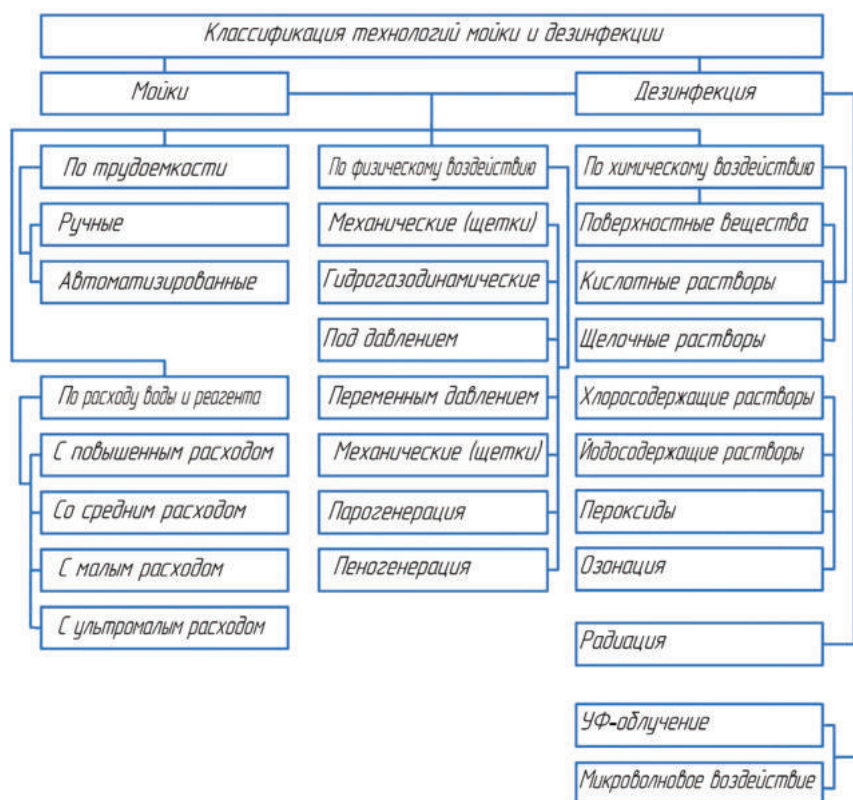 Классификация технологий мойки и дезинфекции
Мойки
Дезинфекция
По трудоемкости
Ручные
Автоматизированные
По расходу воды и реагента
С повышенным расходом
Со средним расходом
С малым расходом
С ультромалым расходом
По физическому воздействию
Механические (щетки)
Гидрогазодинамические
Под давлением
Переменным давлением
Механические (щетки)
Парогенерация
Пеногенерация
По химическому воздействию
Поверхностные вещества
Кислотные растворы
Щелочные растворы
Хлоросодержащие растворы
Йодосодержащие растворы
Пероксиды
Озонация
Радиация
УФ-облучение
Микроволновое воздействие